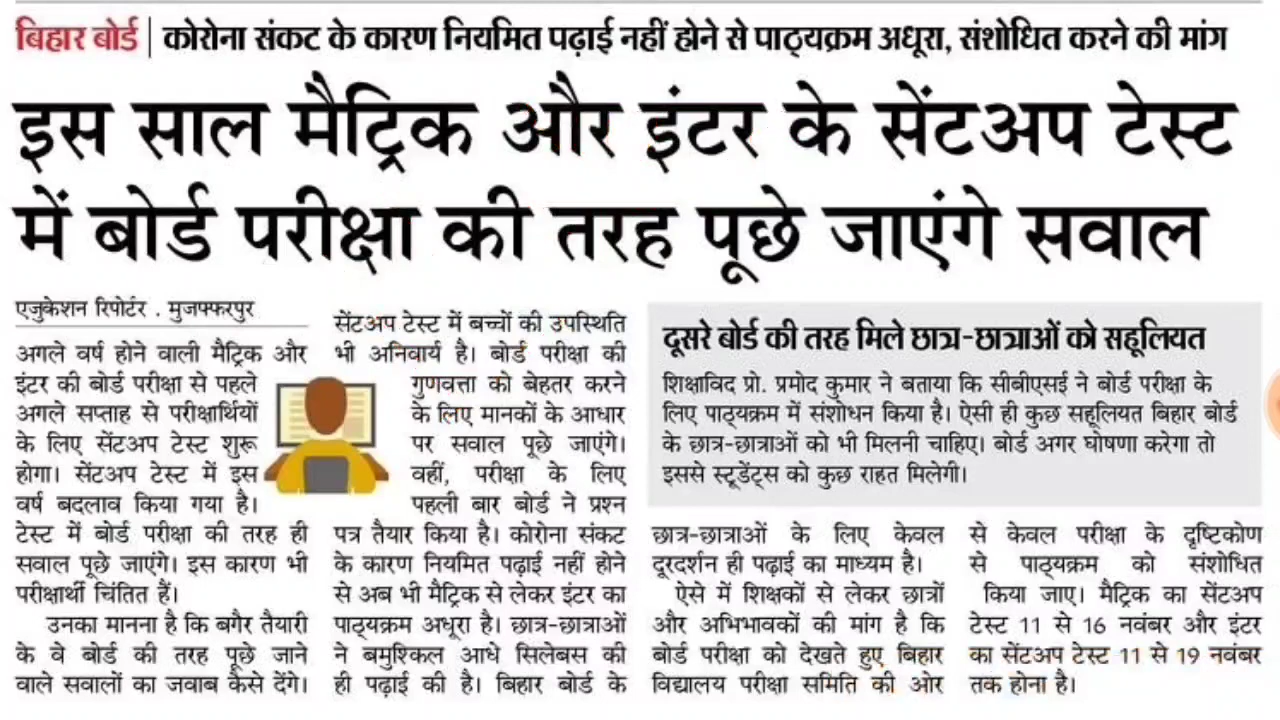 बिहार बोर्ड | कोरोना संकट के कारण नियमित पढ़ाई नहीं होने से पाठ्यक्रम अधूरा, संशोधित करने की मांग
इस साल मैट्रिक और इंटर के सेंटअप टेस्ट
में बोर्ड परीक्षा की तरह पूछे जाएंगे सवाल
एजुकेशन रिपोर्टर . मुजफ्फरपुर
अगले वर्ष होने वाली मैट्रिक और
इंटर की बोर्ड परीक्षा से पहले
अगले सप्ताह से परीक्षार्थियों
के लिए सेंटअप टेस्ट शुरू
होगा। सेंटअप टेस्ट में इस
वर्ष बदलाव किया गया है।
टेस्ट में बोर्ड परीक्षा की तरह ही
सवाल पूछे जाएंगे। इस कारण भी
परीक्षार्थी चिंतित हैं।
उनका मानना है कि बगैर तैयारी
के वे बोर्ड की तरह पूछे जाने
वाले सवालों का जवाब कैसे देंगे।
सेंटअप टेस्ट में बच्चों की उपस्थिति
भी अनिवार्य है। बोर्ड परीक्षा की
गुणवत्ता को बेहतर करने
के लिए मानकों के आधार
पर सवाल पूछे जाएंगे।
वहीं, परीक्षा के लिए
पहली बार बोर्ड ने प्रश्न
पत्र तैयार किया है। कोरोना संकट
के कारण नियमित पढ़ाई नहीं होने
से अब भी मैट्रिक से लेकर इंटर का
पाठ्यक्रम अधूरा है। छात्र-छात्राओं
ने बमुश्किल आधे सिलेबस की
ही पढ़ाई की है। बिहार बोर्ड के
दूसरे बोर्ड की तरह मिले छात्र-छात्राओं को सहूलियत
शिक्षाविद प्रो. प्रमोद कुमार ने बताया कि सीबीएसई ने बोर्ड परीक्षा के
लिए पाठ्यक्रम में संशोधन किया है। ऐसी ही कुछ सहूलियत बिहार बोर्ड
के छात्र-छात्राओं को भी मिलनी चाहिए। बोर्ड अगर घोषणा करेगा तो
इससे स्टूडेंट्स को कुछ राहत मिलेगी।
छात्र-छात्राओं के लिए केवल
दूरदर्शन ही पढ़ाई का माध्यम है।
ऐसे में शिक्षकों से लेकर छात्रों
और अभिभावकों की मांग है कि
बोर्ड परीक्षा को देखते हुए बिहार
विद्यालय परीक्षा समिति की ओर
से केवल परीक्षा के दृष्टिकोण
से पाठ्यक्रम को संशोधित
किया जाए। मैट्रिक का सेंटअप
टेस्ट 11 से 16 नवंबर और इंटर
का सेंटअप टेस्ट 11 से 19 नवंबर
तक होना है।